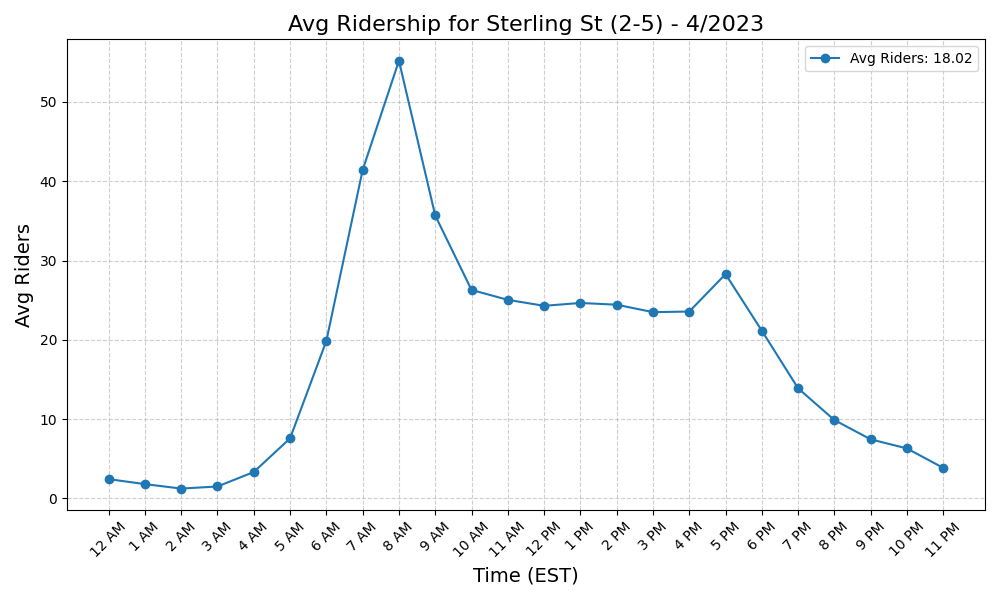 Avg Ridership for Sterling St (2-5) - 4/2023
Avg Riders: 18.02
Avg Riders
50
40
30
20
10
0
12 AM
1 AM
2 AM
3 AM
4 AM
5 AM
6 AM
7 AM
8 AM
9 AM
10 AM
11 AM
12 PM
1 PM
2 PM
3 PM
4 PM
5 PM
6 PM
7 PM
8 PM
9 PM
10 PM
11 PM
Time (EST)